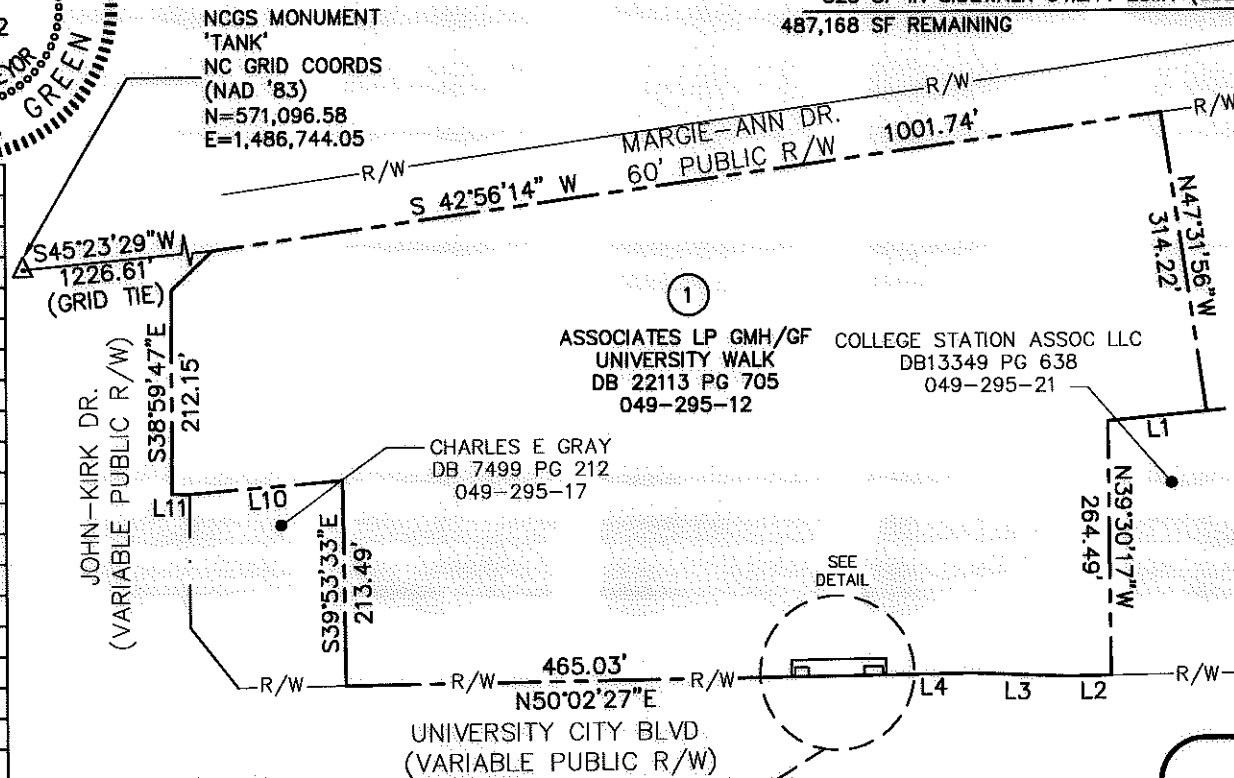 NCGS MONUMENT
'TANK'
NC GRID COORDS
(NAD '83)
N=571,096.58
E=1,486,744.05
GREEN
487,168 SF REMAINING
R/W
R/W
R/W
MARGIE-ANN DR.
60' PUBLIC R/W
1001.74'
S 42°56'14" W
S45°23'29"W
1226.61'
(GRID TIE)
N47°31'56"W
314.22'
1
ASSOCIATES LP GMH/GF
UNIVERSITY WALK
DB 22113 PG 705
049-295-12
COLLEGE STATION ASSOC LLC
DB13349 PG 638
049-295-21
L1
JOHN-KIRK DR.
(VARIABLE PUBLIC R/W)
S38°59'47"E
212.15'
CHARLES E GRAY
DB 7499 PG 212
049-295-17
L11
L10
S39°53'33"E
213.49'
N39°30'17"W
264.49'
SEE
DETAIL
R/W
R/W
465.03'
N50°02'27"E
R/W
L4
L3
L2
R/W
UNIVERSITY CITY BLVD
(VARIABLE PUBLIC R/W)